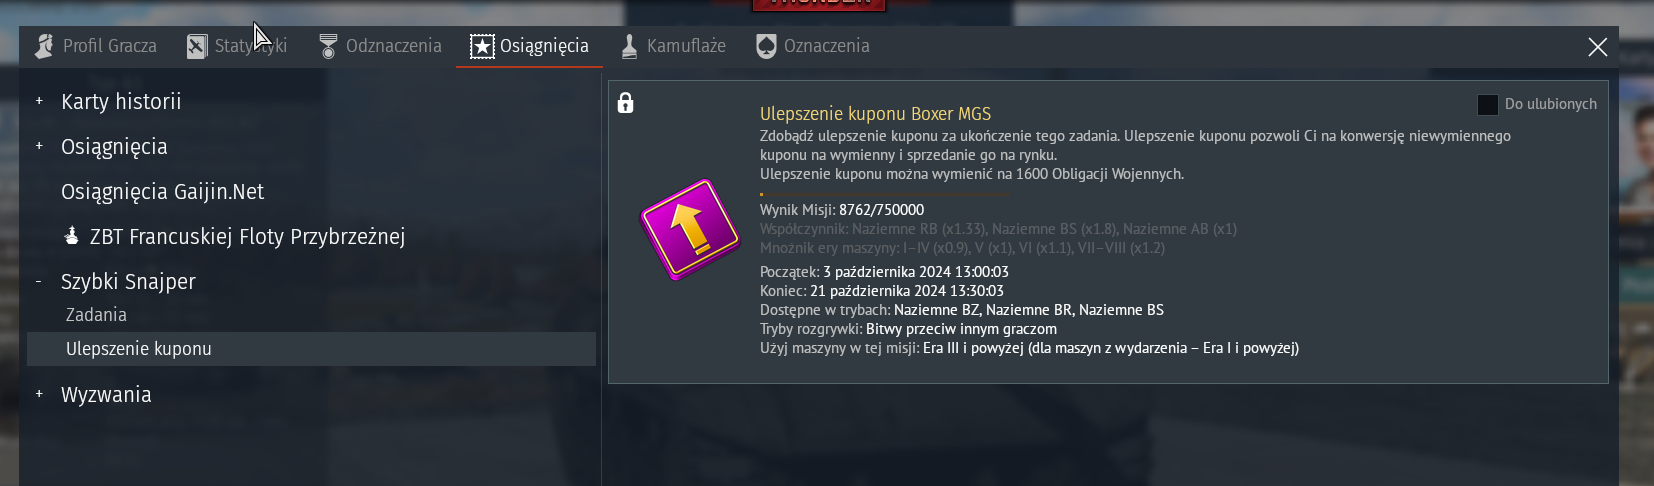 Profil Gracza
Statystyki
Odznaczenia
Osiągnięcia
Kamuflaże
Oznaczenia
+ Karty historii
+ Osiągnięcia
Osiągnięcia Gaijin.Net
ZBT Francuskiej Floty Przybrzeżnej
- Szybki Snajper
Zadania
Ulepszenie kuponu
+ Wyzwania
Ulepszenie kuponu Boxer MGS
Do ulubionych
Zdobądź ulepszenie kuponu za ukończenie tego zadania. Ulepszenie kuponu pozwoli Ci na konwersję niewymiennego
kuponu na wymienny i sprzedanie go na rynku.
Ulepszenie kuponu można wymienić na 1600 Obligacji Wojennych.
Wynik Misji: 8762/750000
Współczynnik: Naziemne RB (x1.33), Naziemne BS (x1.8), Naziemne AB (x1)
Mnożnik ery maszyny: I–IV (x0.9), V (x1), VI (x1.1), VII–VIII (x1.2)
Początek: 3 października 2024 13:00:03
Koniec: 21 października 2024 13:30:03
Dostępne w trybach: Naziemne BZ, Naziemne BR, Naziemne BS
Tryby rozgrywki: Bitwy przeciw innym graczom
Użyj maszyny w tej misji: Era III i powyżej (dla maszyn z wydarzenia – Era I i powyżej)